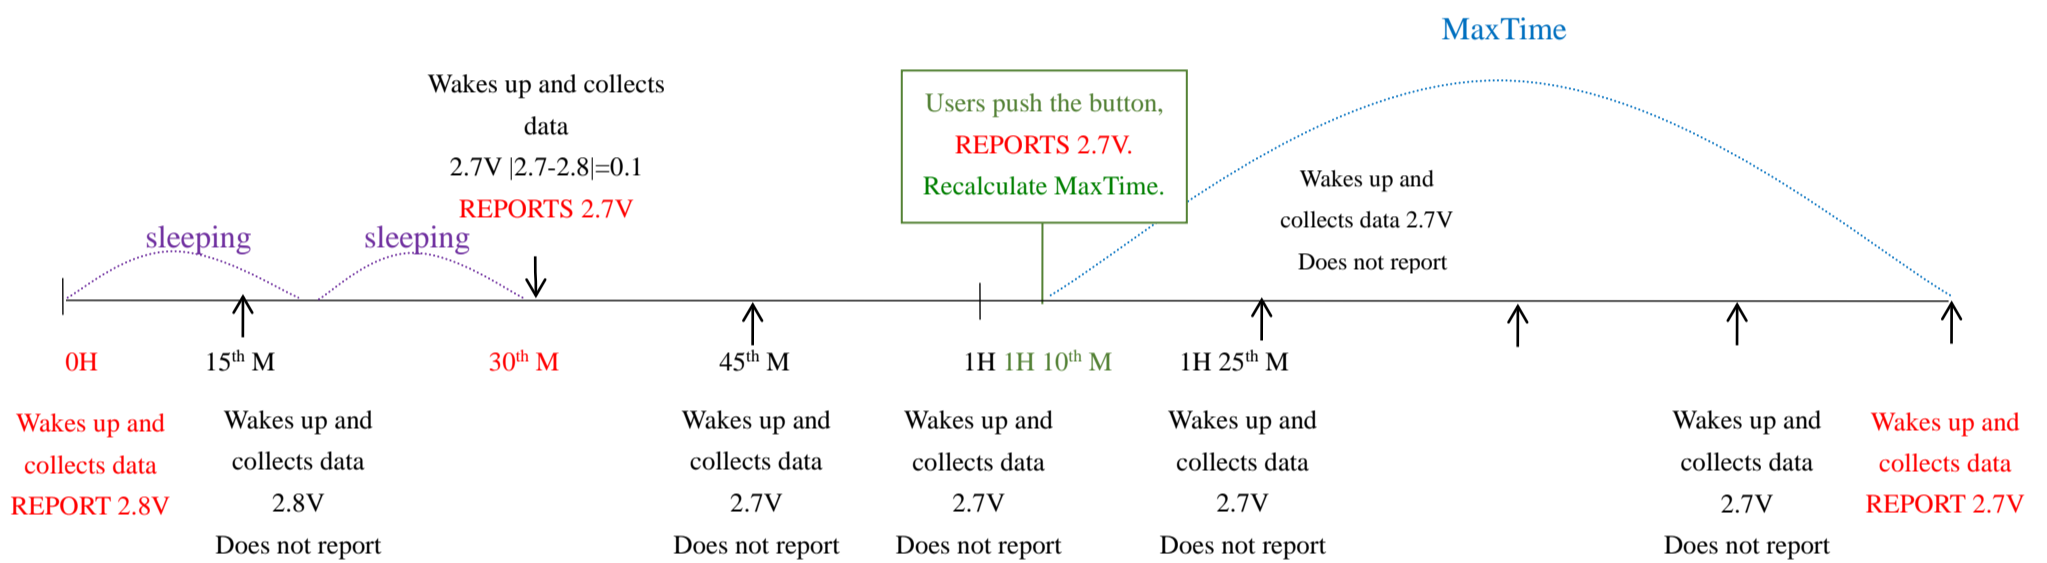 MaxTime
Wakes up and collects
data
2.7V |2.7-2.8|=0.1
REPORTS 2.7V
Users push the button,
REPORTS 2.7V.
Recalculate MaxTime.
Wakes up and
collects data 2.7V
Does not report
sleeping
sleeping
0H
15th M
30th M
45th M
1H
1H 10th M
1H 25th M
Wakes up and
collects data
REPORT 2.8V
Wakes up and
collects data
2.8V
Does not report
Wakes up and
collects data
2.7V
Does not report
Wakes up and
collects data
2.7V
Does not report
Wakes up and
collects data
2.7V
Does not report
Wakes up and
collects data
2.7V
Does not report
Wakes up and
collects data
REPORT 2.7V